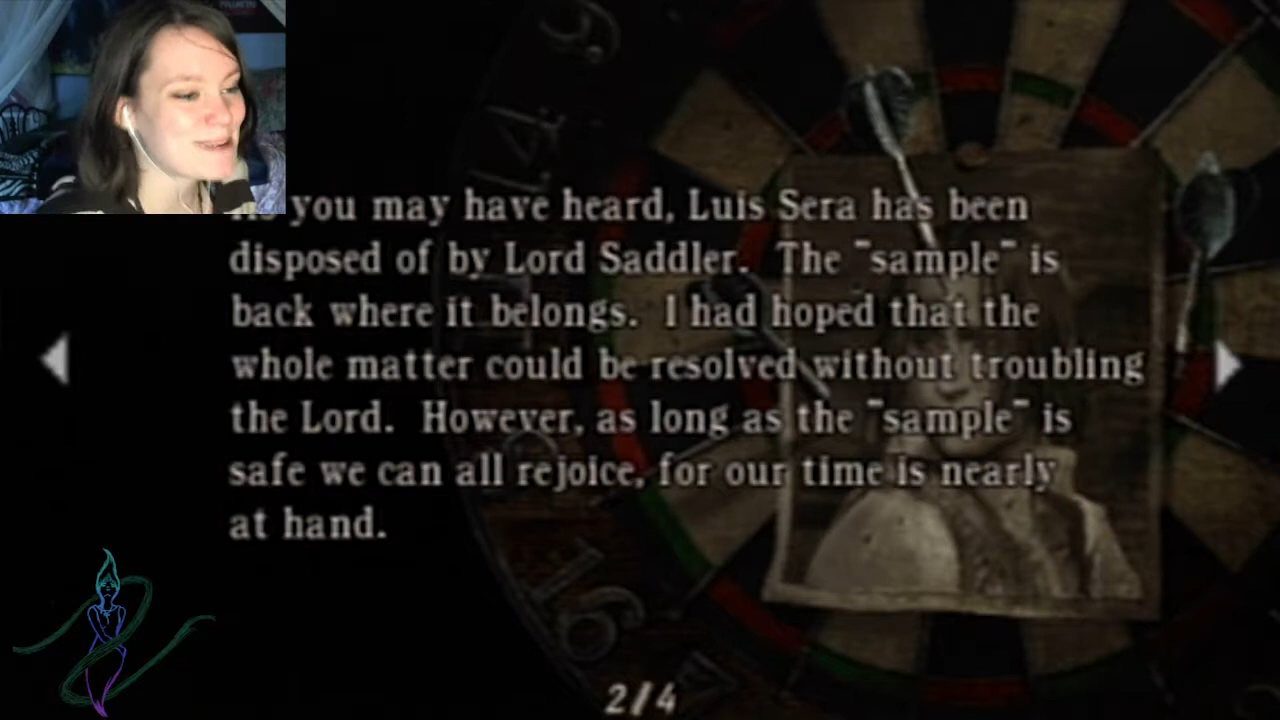 you may have heard, Luis Sera has been
disposed of by Lord Saddler. The "sample" is
back where it belongs. I had hoped that the
whole matter could be resolved without troubling
the Lord. However, as long as the "sample" is
safe we can all rejoice, for our time is nearly
at hand.
2/4